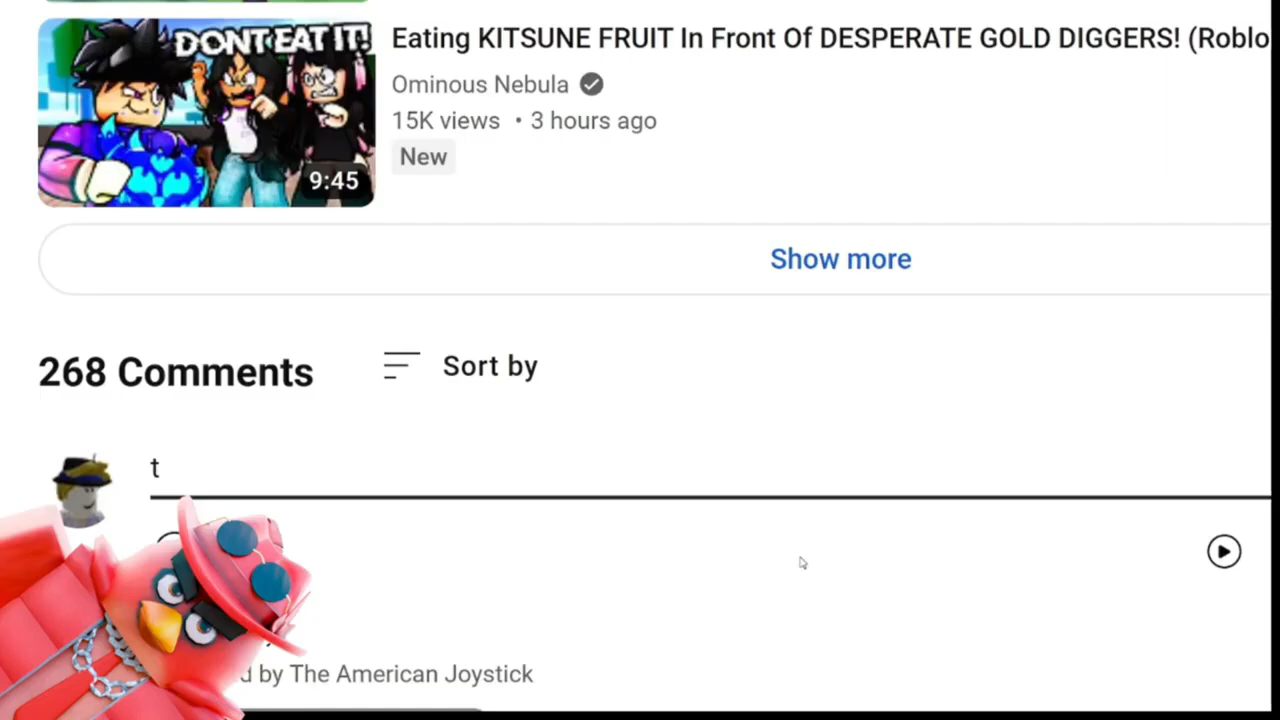 DONT EAT IT!
9:45
Eating KITSUNE FRUIT In Front Of DESPERATE GOLD DIGGERS! (Roblo
Ominous Nebula
15K views • 3 hours ago
New
Show more
268 Comments
Sort by
t
by The American Joystick